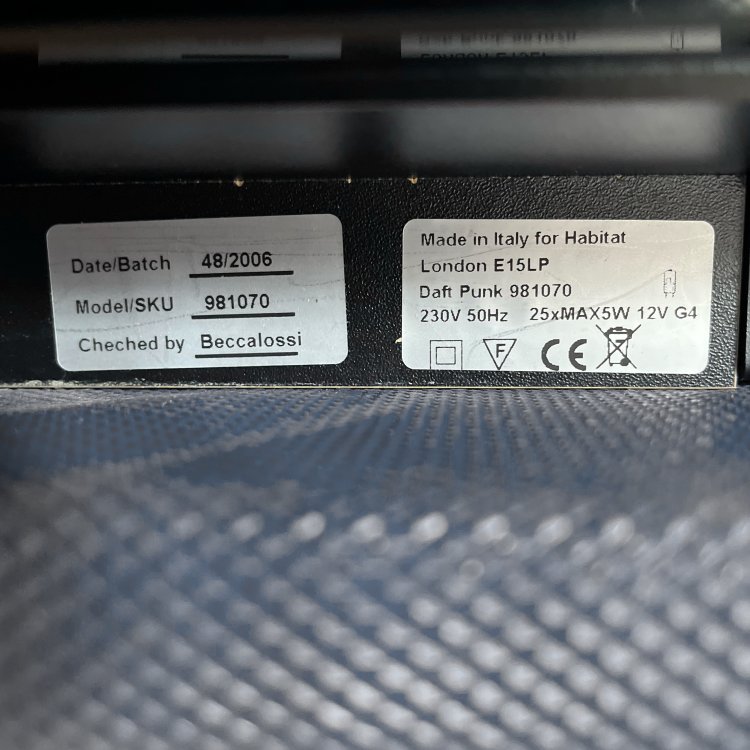 Date/Batch 48/2006
Model/SKU 981070
Cheched by Beccalossi
Made in Italy for Habitat
London E15LP
Daft Punk 981070
230V 50Hz 25xMAX5W 12V G4
F CE